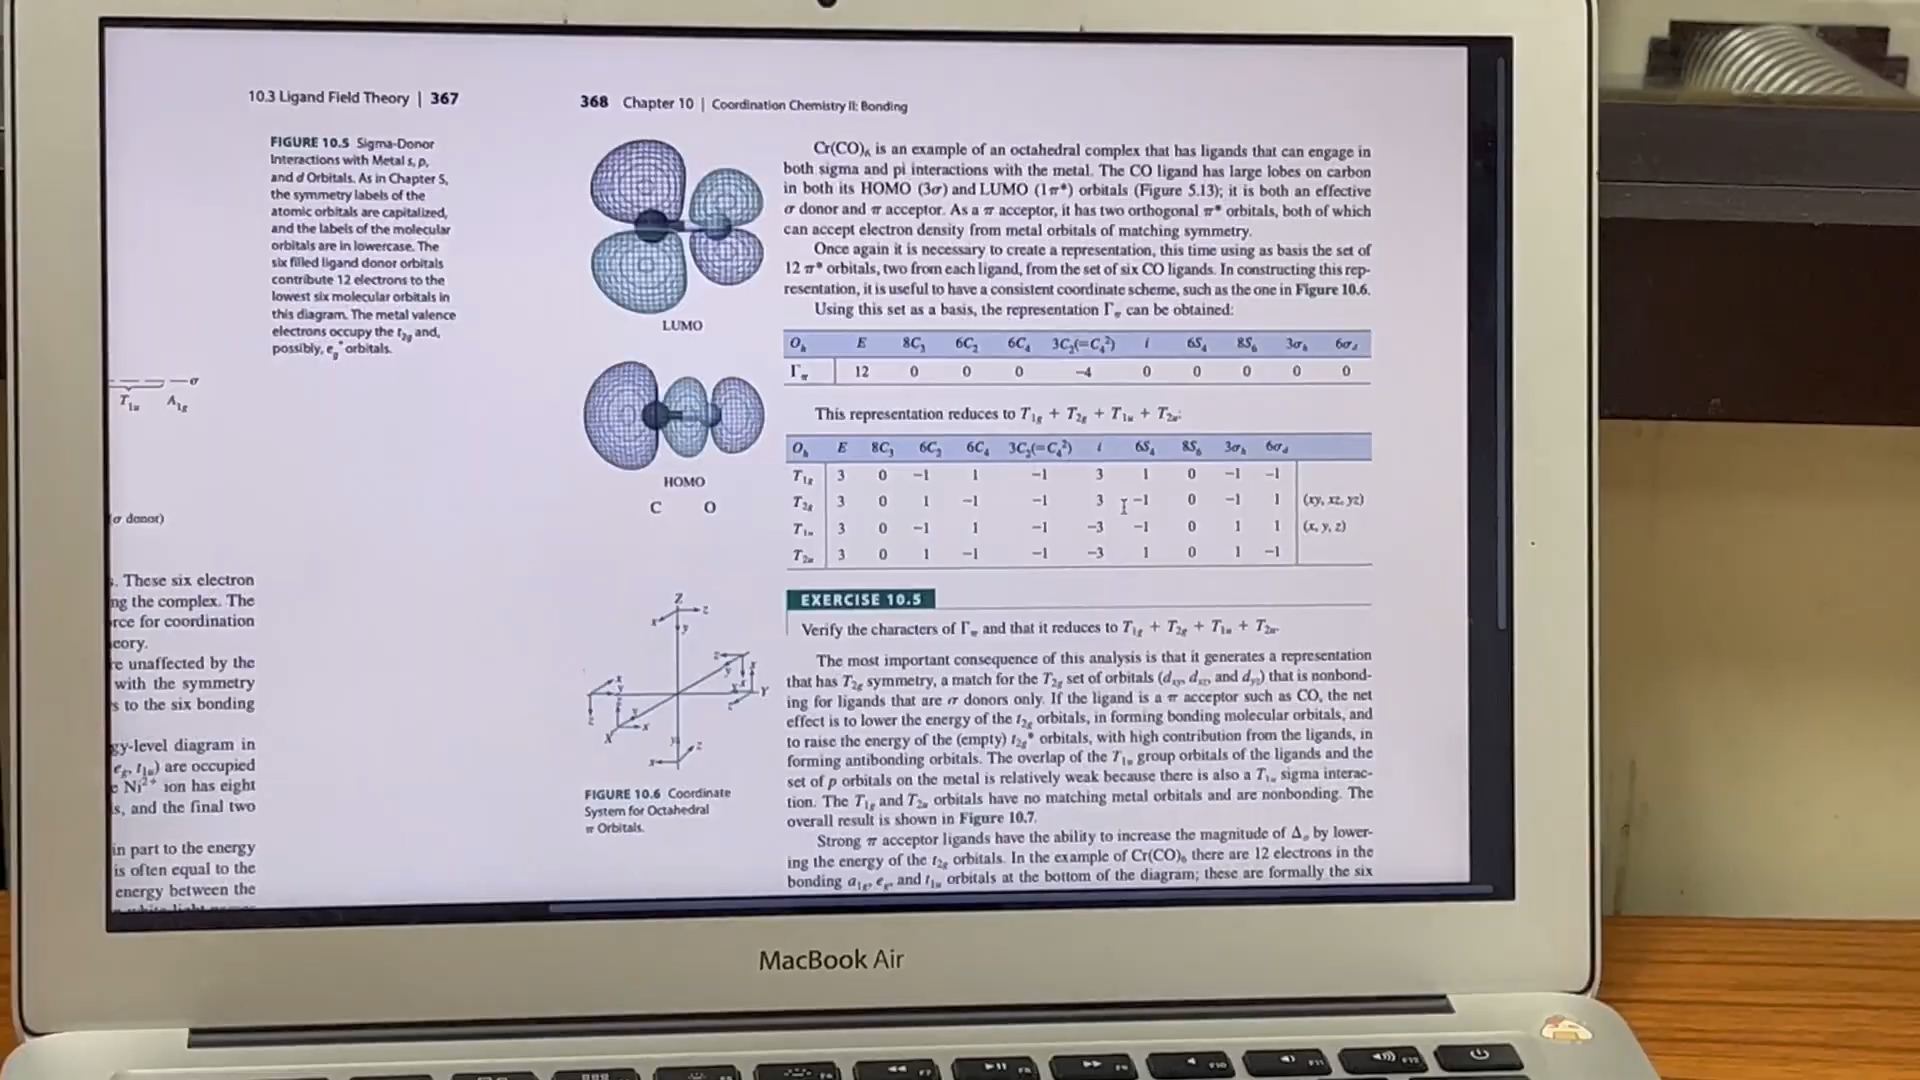 10.3 Ligand Field Theory | 367
FIGURE 10.5 Sigma-Donor
Interactions with Metal s, p,
and d Orbitals. As in Chapter 5,
the symmetry labels of the
atomic orbitals are capitalized,
and the labels of the molecular
orbitals are in lowercase. The
six filled ligand donor orbitals
contribute 12 electrons to the
lowest six molecular orbitals in
this diagram. The metal valence
electrons occupy the t₂g and,
possibly, eg* orbitals.
σ
T₁ᵤ A₁g
(σ donor)
. These six electron
ng the complex. The
rce for coordination
eory.
re unaffected by the
with the symmetry
s to the six bonding
gy-level diagram in
eg, t₁ᵤ) are occupied
e Ni²⁺ ion has eight
s, and the final two
in part to the energy
is often equal to the
energy between the
368 Chapter 10 | Coordination Chemistry II: Bonding
LUMO
HOMO
C O
Z
z
x
y
Y
X
FIGURE 10.6 Coordinate
System for Octahedral
π Orbitals.
Cr(CO)₆ is an example of an octahedral complex that has ligands that can engage in
both sigma and pi interactions with the metal. The CO ligand has large lobes on carbon
in both its HOMO (3σ) and LUMO (1π*) orbitals (Figure 5.13); it is both an effective
σ donor and π acceptor. As a π acceptor, it has two orthogonal π* orbitals, both of which
can accept electron density from metal orbitals of matching symmetry.
Once again it is necessary to create a representation, this time using as basis the set of
12 π* orbitals, two from each ligand, from the set of six CO ligands. In constructing this rep-
resentation, it is useful to have a consistent coordinate scheme, such as the one in Figure 10.6.
Using this set as a basis, the representation Γπ can be obtained:
Oₕ E 8C₃ 6C₂ 6C₄ 3C₂(=C₄²) i 6S₄ 8S₆ 3σₕ 6σd
Γπ 12 0 0 0 −4 0 0 0 0 0
This representation reduces to T₁g + T₂g + T₁ᵤ + T₂ᵤ:
Oₕ E 8C₃ 6C₂ 6C₄ 3C₂(=C₄²) i 6S₄ 8S₆ 3σₕ 6σd
T₁g 3 0 −1 1 −1 3 1 0 −1 −1
T₂g 3 0 1 −1 −1 3 −1 0 −1 1 (xy, xz, yz)
T₁ᵤ 3 0 −1 1 −1 −3 −1 0 1 1 (x, y, z)
T₂ᵤ 3 0 1 −1 −1 −3 1 0 1 −1
EXERCISE 10.5
Verify the characters of Γπ and that it reduces to T₁g + T₂g + T₁ᵤ + T₂ᵤ.
The most important consequence of this analysis is that it generates a representation
that has T₂g symmetry, a match for the T₂g set of orbitals (dxy, dxz, and dyz) that is nonbond-
ing for ligands that are σ donors only. If the ligand is a π acceptor such as CO, the net
effect is to lower the energy of the t₂g orbitals, in forming bonding molecular orbitals, and
to raise the energy of the (empty) t₂g* orbitals, with high contribution from the ligands, in
forming antibonding orbitals. The overlap of the T₁ᵤ group orbitals of the ligands and the
set of p orbitals on the metal is relatively weak because there is also a T₁ᵤ sigma interac-
tion. The T₁g and T₂ᵤ orbitals have no matching metal orbitals and are nonbonding. The
overall result is shown in Figure 10.7.
Strong π acceptor ligands have the ability to increase the magnitude of Δₒ by lower-
ing the energy of the t₂g orbitals. In the example of Cr(CO)₆ there are 12 electrons in the
bonding a₁g, eg, and t₁ᵤ orbitals at the bottom of the diagram; these are formally the six
MacBook Air
F7
F8
F9
F10
F11
F12